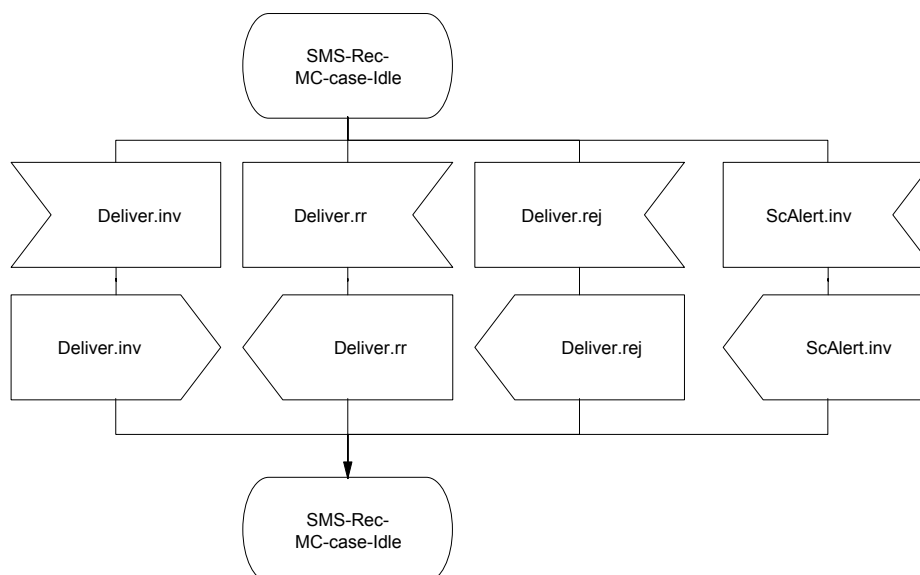 SMS-Rec-
MC-case-Idle
Deliver.inv
Deliver.rr
Deliver.rej
ScAlert.inv
Deliver.inv
Deliver.rr
Deliver.rej
ScAlert.inv
SMS-Rec-
MC-case-Idle